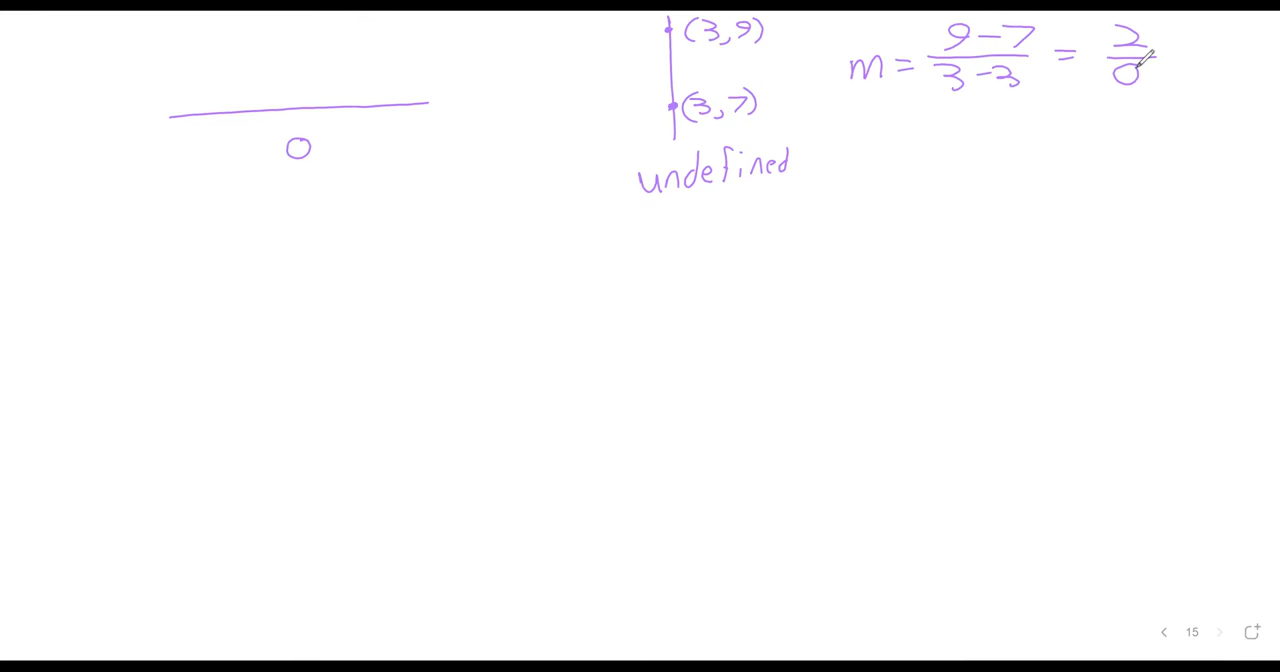 (3,9)
m = 9-7 / 3-3 = 2 / 0
(3,7)
0
undefined
15